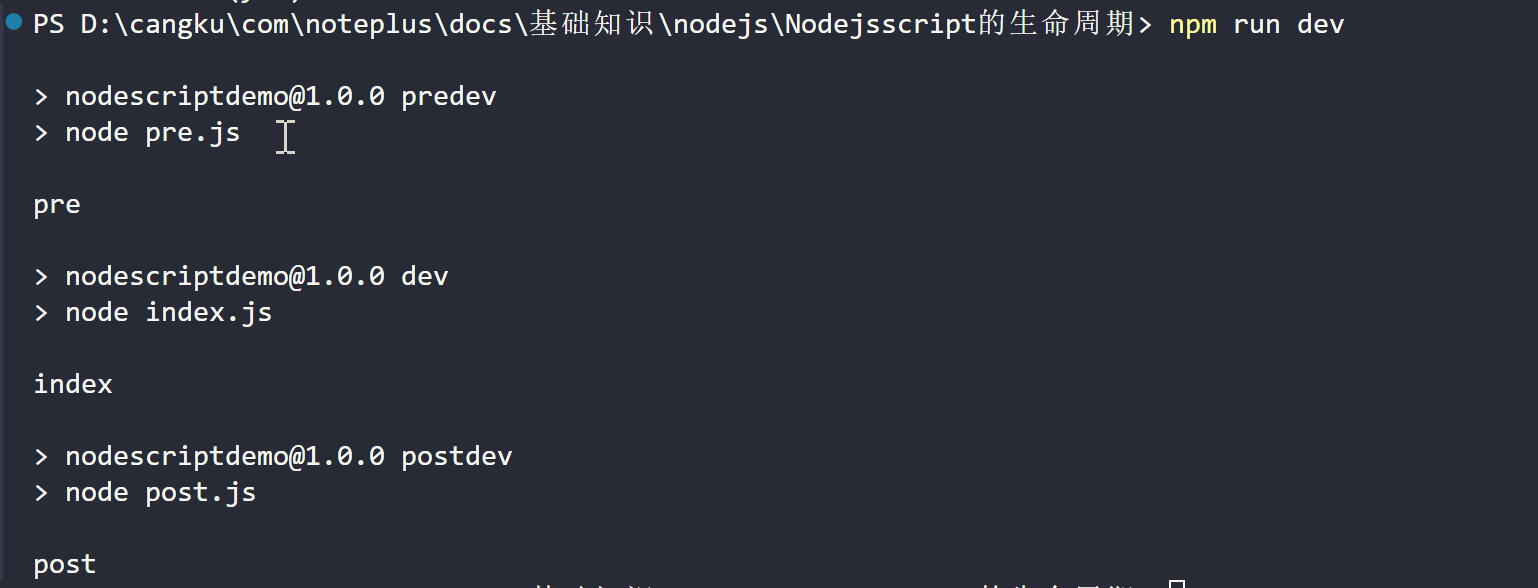 PS D:\cangku\com\noteplus\docs\基础知识\nodejs\Nodejsscript的生命周期> npm run dev
> nodescriptdemo@1.0.0 predev
> node pre.js
pre
> nodescriptdemo@1.0.0 dev
> node index.js
index
> nodescriptdemo@1.0.0 postdev
> node post.js
post